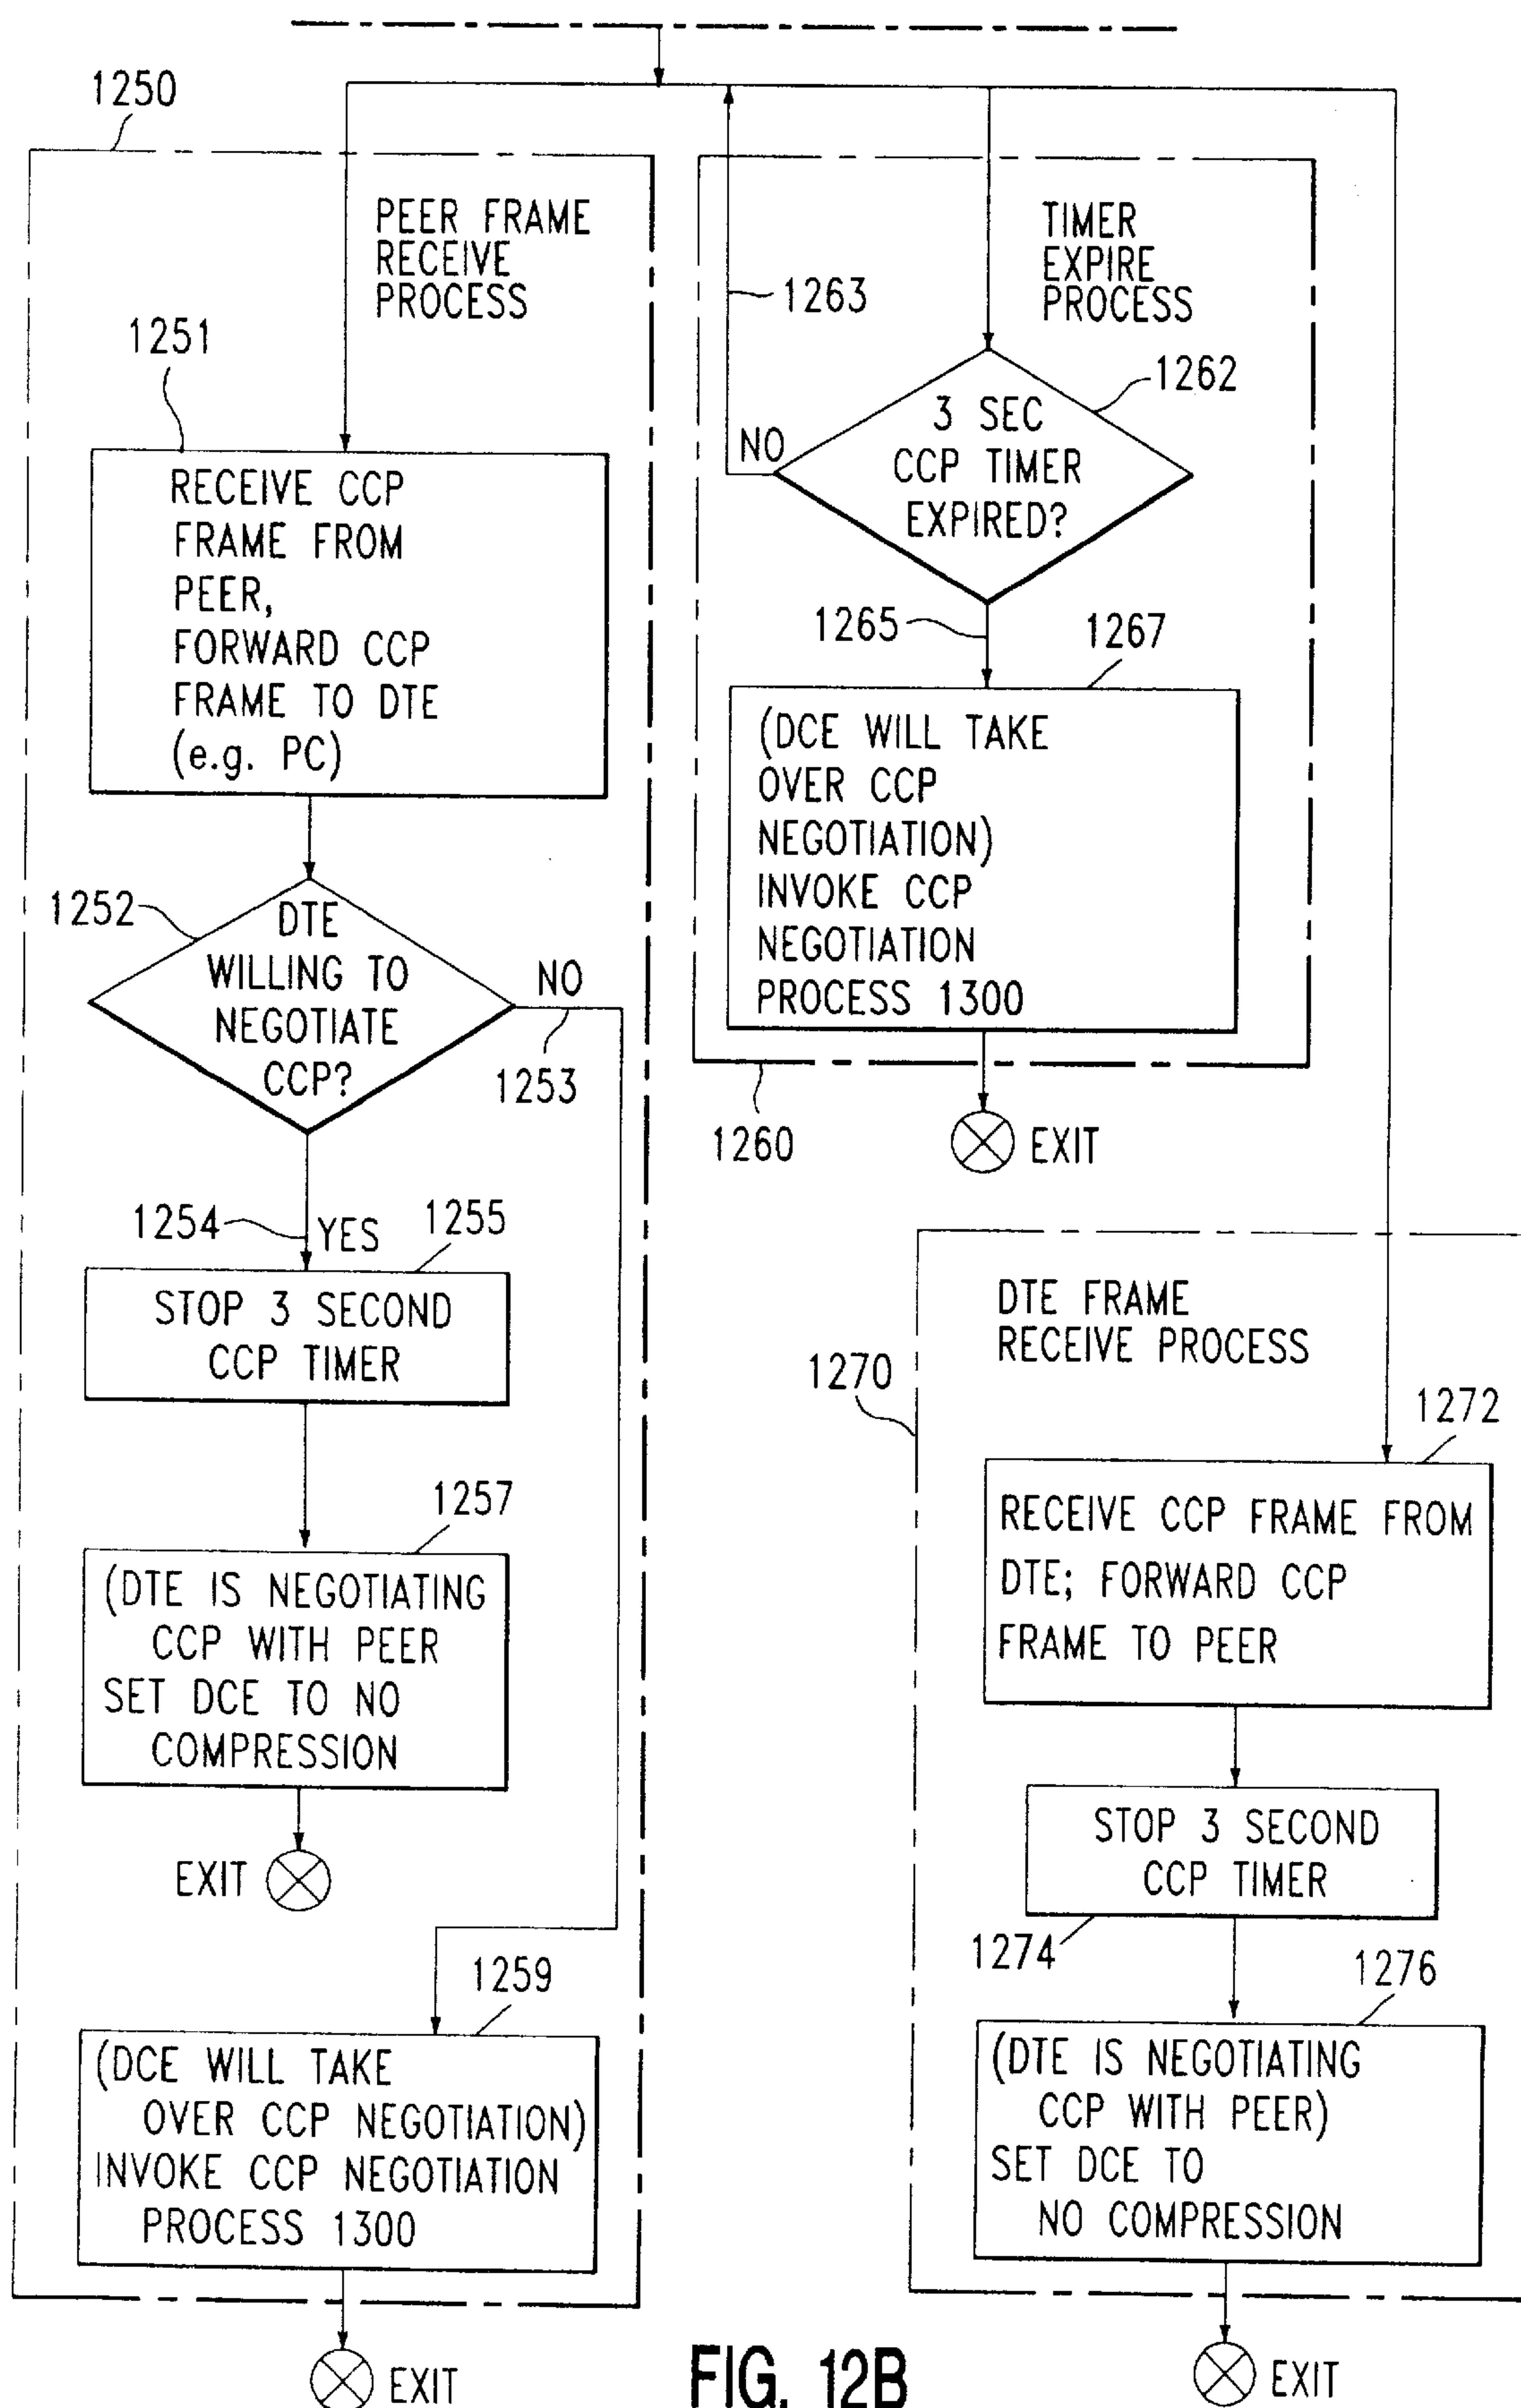 1250
PEER FRAME
RECEIVE
PROCESS
1251
RECEIVE CCP
FRAME FROM
PEER,
FORWARD CCP
FRAME TO DTE
(e.g. PC)
1252
DTE
WILLING TO
NEGOTIATE
CCP?
NO
1253
1254
YES
1255
STOP 3 SECOND
CCP TIMER
1257
(DTE IS NEGOTIATING
CCP WITH PEER
SET DCE TO NO
COMPRESSION
EXIT
1259
(DCE WILL TAKE
OVER CCP NEGOTIATION)
INVOKE CCP NEGOTIATION
PROCESS 1300
EXIT
1263
TIMER
EXPIRE
PROCESS
1262
3 SEC
CCP TIMER
EXPIRED?
NO
1265
1267
(DCE WILL TAKE
OVER CCP
NEGOTIATION)
INVOKE CCP
NEGOTIATION
PROCESS 1300
1260
EXIT
DTE FRAME
RECEIVE PROCESS
1270
1272
RECEIVE CCP FRAME FROM
DTE; FORWARD CCP
FRAME TO PEER
STOP 3 SECOND
CCP TIMER
1274
1276
(DTE IS NEGOTIATING
CCP WITH PEER)
SET DCE TO
NO COMPRESSION
EXIT
FIG. 12B